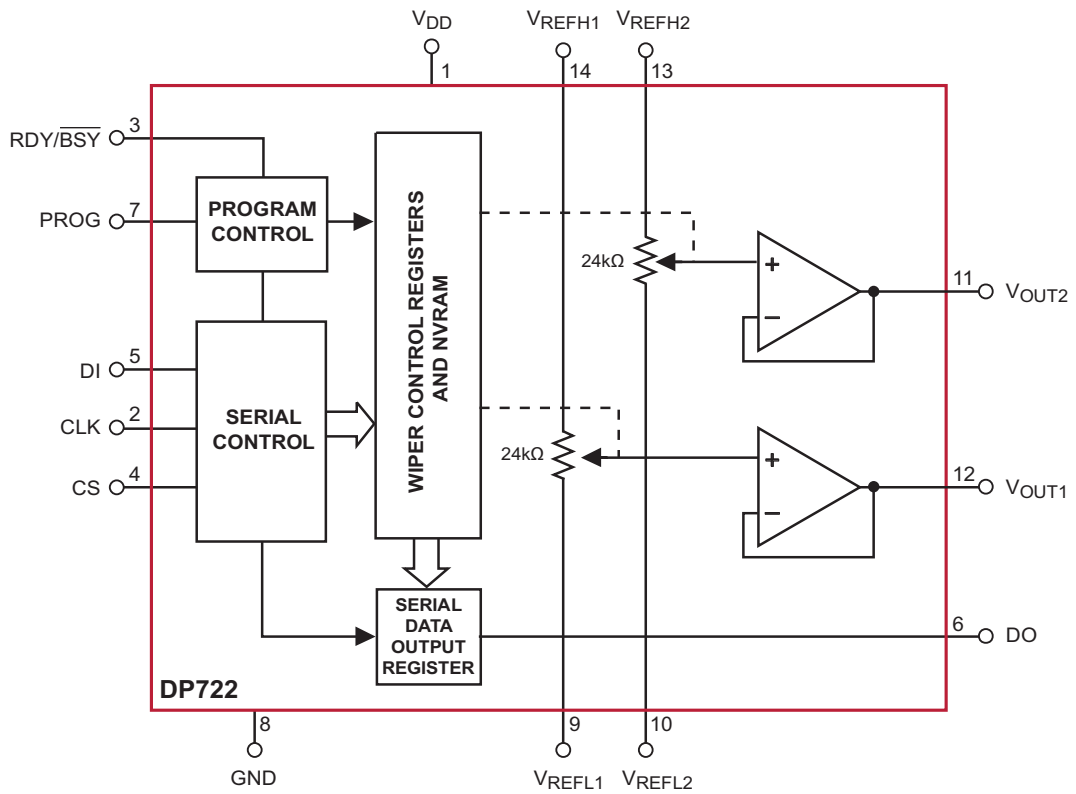 VDD
VREFH1
VREFH2
1
14
13
RDY/BSY
3
PROG
7
PROGRAM
CONTROL
WIPER CONTROL REGISTERS
AND NVRAM
24kΩ
+
−
11
VOUT2
DI
5
CLK
2
CS
4
SERIAL
CONTROL
24kΩ
+
−
12
VOUT1
SERIAL
DATA
OUTPUT
REGISTER
6
DO
DP722
8
9
10
GND
VREFL1
VREFL2